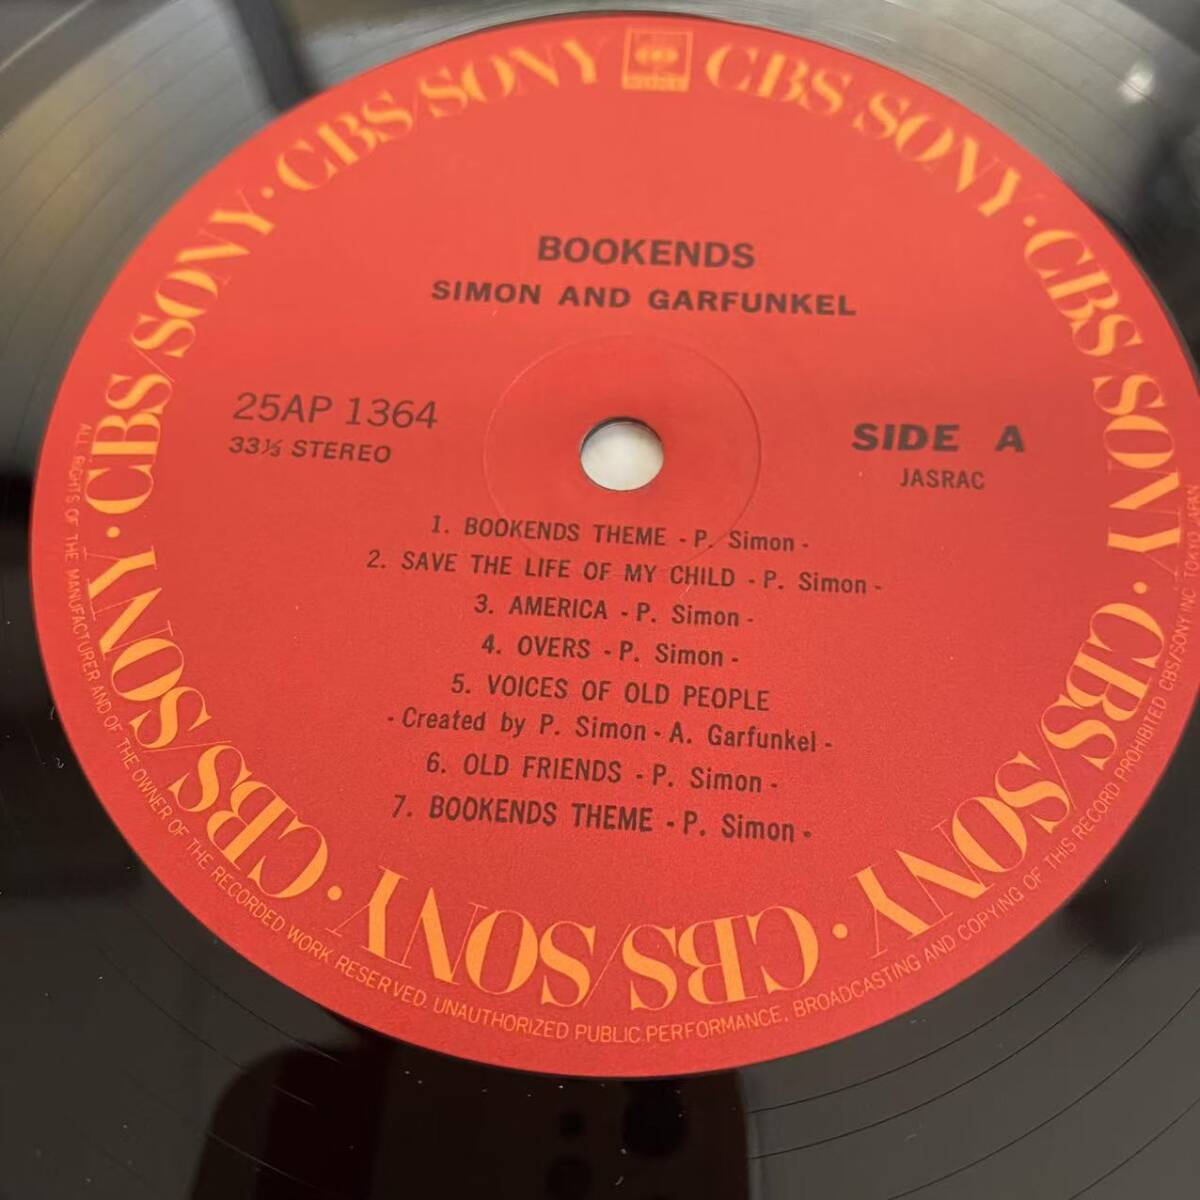 CBS/SONY · CBS/SONY · CBS/SONY · CBS/SONY · CBS/SONY · CBS/SONY · CBS/SONY · CBS/SONY · CBS SONY
BOOKENDS
SIMON AND GARFUNKEL
25AP 1364
33⅓ STEREO
SIDE A
JASRAC
1. BOOKENDS THEME - P. Simon -
2. SAVE THE LIFE OF MY CHILD - P. Simon -
3. AMERICA - P. Simon -
4. OVERS - P. Simon -
5. VOICES OF OLD PEOPLE
- Created by P. Simon - A. Garfunkel -
6. OLD FRIENDS - P. Simon -
7. BOOKENDS THEME - P. Simon -
ALL RIGHTS OF THE MANUFACTURER AND OF THE OWNER OF THE RECORDED WORK RESERVED. UNAUTHORIZED PUBLIC PERFORMANCE, BROADCASTING AND COPYING OF THIS RECORD PROHIBITED CBS/SONY INC. TOKYO JAPAN